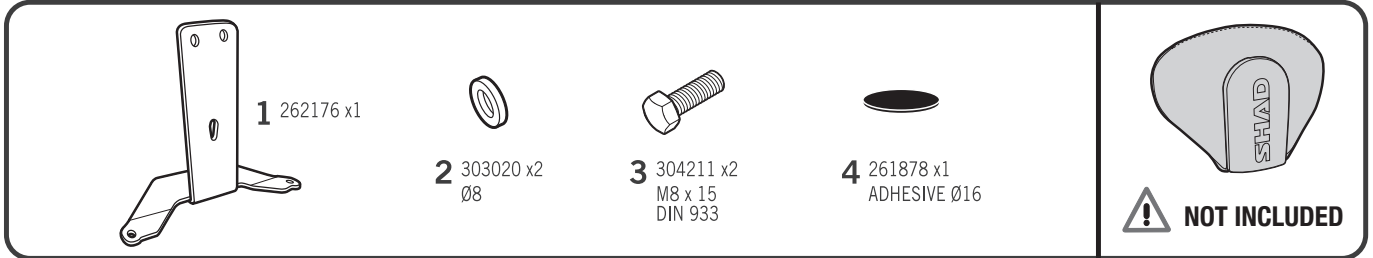 1 262176 x1
2 303020 x2
Ø8
3 304211 x2
M8 x 15
DIN 933
4 261878 x1
ADHESIVE Ø16
SHAD
NOT INCLUDED